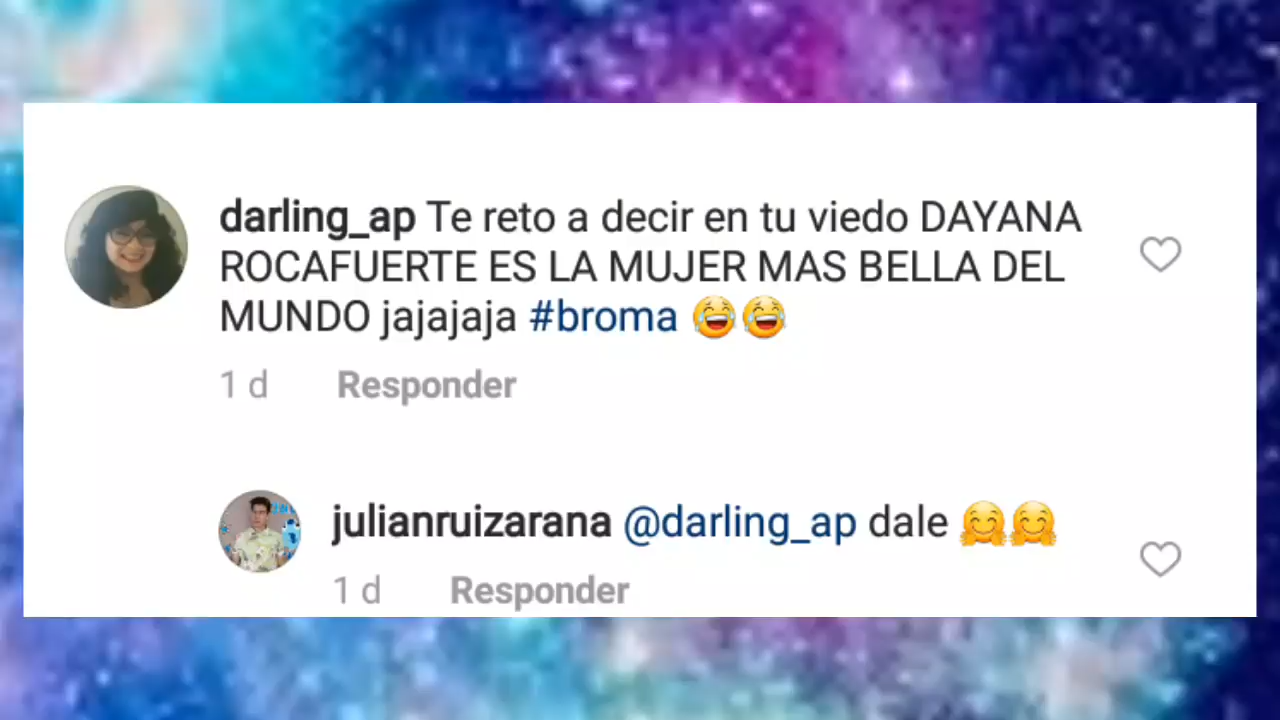 darling_ap Te reto a decir en tu viedo DAYANA
ROCAFUERTE ES LA MUJER MAS BELLA DEL
MUNDO jajajaja #broma 😂😂
1 d Responder
julianruizarana @darling_ap dale 🤗🤗
1 d Responder